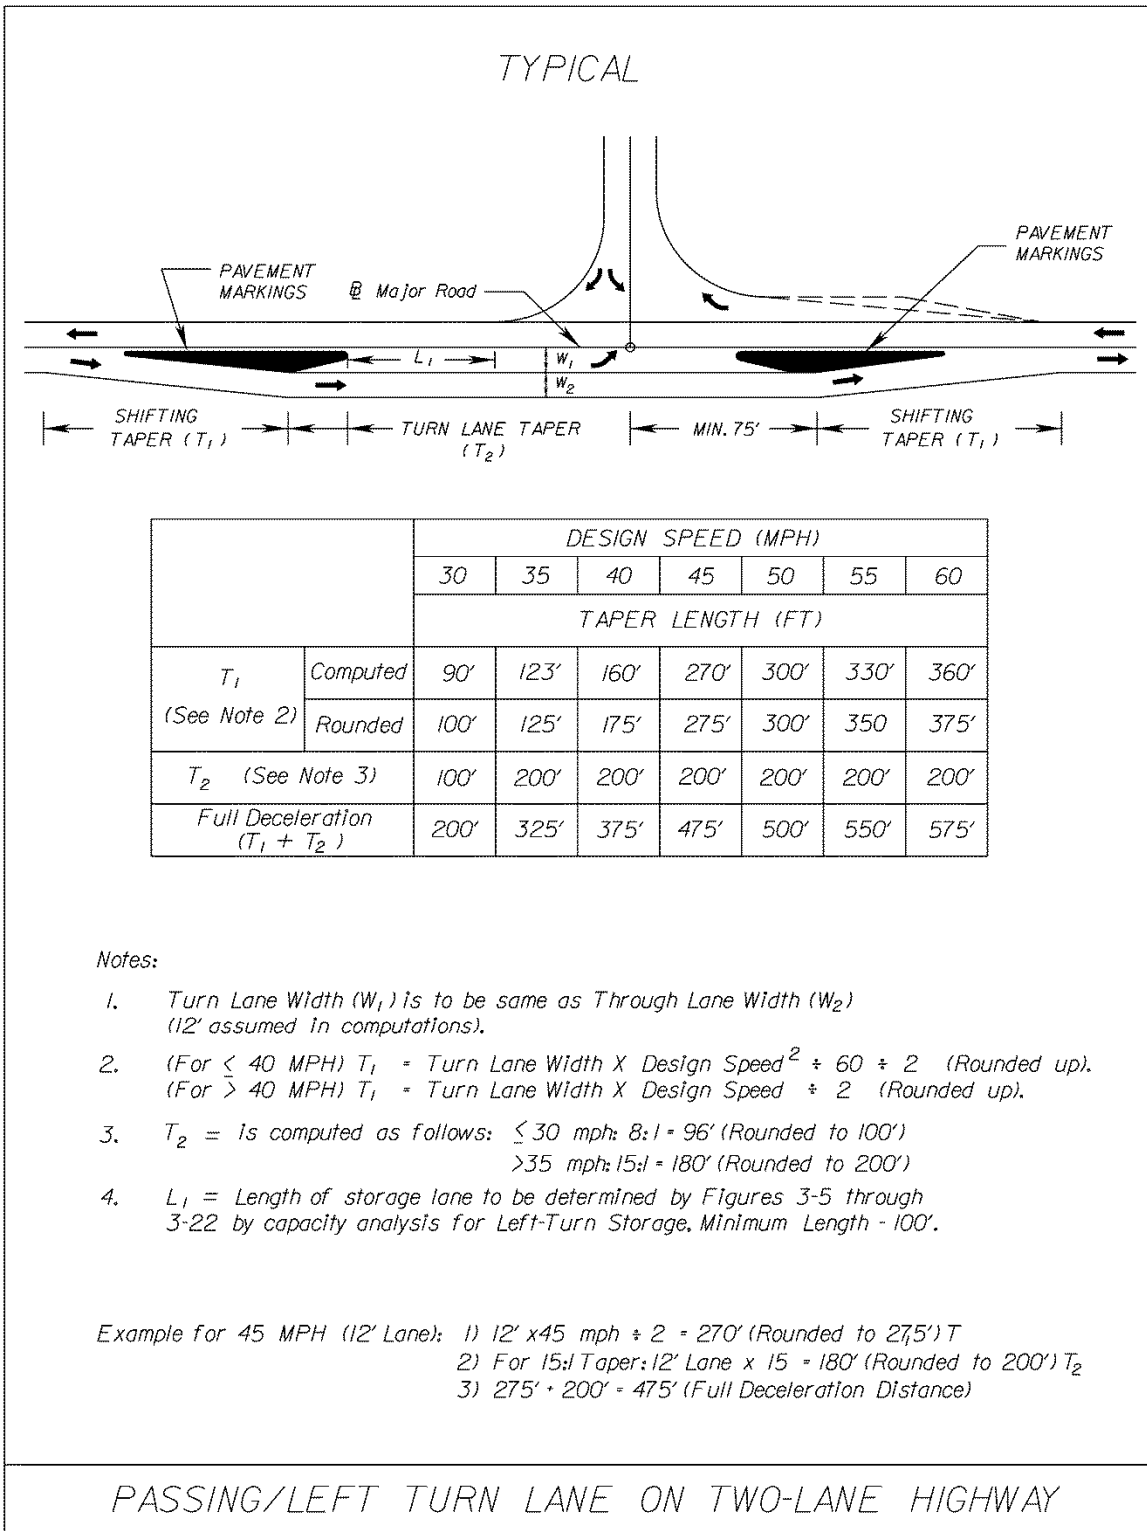 TYPICAL
PAVEMENT
MARKINGS
℄ Major Road
PAVEMENT
MARKINGS
L₁
W₁
W₂
SHIFTING
TAPER (T₁)
TURN LANE TAPER
(T₂)
MIN. 75'
SHIFTING
TAPER (T₁)
DESIGN SPEED (MPH)
30 35 40 45 50 55 60
TAPER LENGTH (FT)
T₁
(See Note 2)
Computed 90' 123' 160' 270' 300' 330' 360'
Rounded 100' 125' 175' 275' 300' 350 375'
T₂ (See Note 3) 100' 200' 200' 200' 200' 200' 200'
Full Deceleration
(T₁ + T₂)
200' 325' 375' 475' 500' 550' 575'
Notes:
1. Turn Lane Width (W₁) is to be same as Through Lane Width (W₂)
(12' assumed in computations).
2. (For ≤ 40 MPH) T₁ = Turn Lane Width X Design Speed² ÷ 60 ÷ 2 (Rounded up).
(For > 40 MPH) T₁ = Turn Lane Width X Design Speed ÷ 2 (Rounded up).
3. T₂ = is computed as follows: ≤ 30 mph: 8:1 = 96' (Rounded to 100')
>35 mph: 15:1 = 180' (Rounded to 200')
4. L₁ = Length of storage lane to be determined by Figures 3-5 through
3-22 by capacity analysis for Left-Turn Storage. Minimum Length - 100'.
Example for 45 MPH (12' Lane): 1) 12' x 45 mph ÷ 2 = 270' (Rounded to 275') T₁
2) For 15:1 Taper: 12' Lane x 15 = 180' (Rounded to 200') T₂
3) 275' + 200' = 475' (Full Deceleration Distance)
PASSING/LEFT TURN LANE ON TWO-LANE HIGHWAY